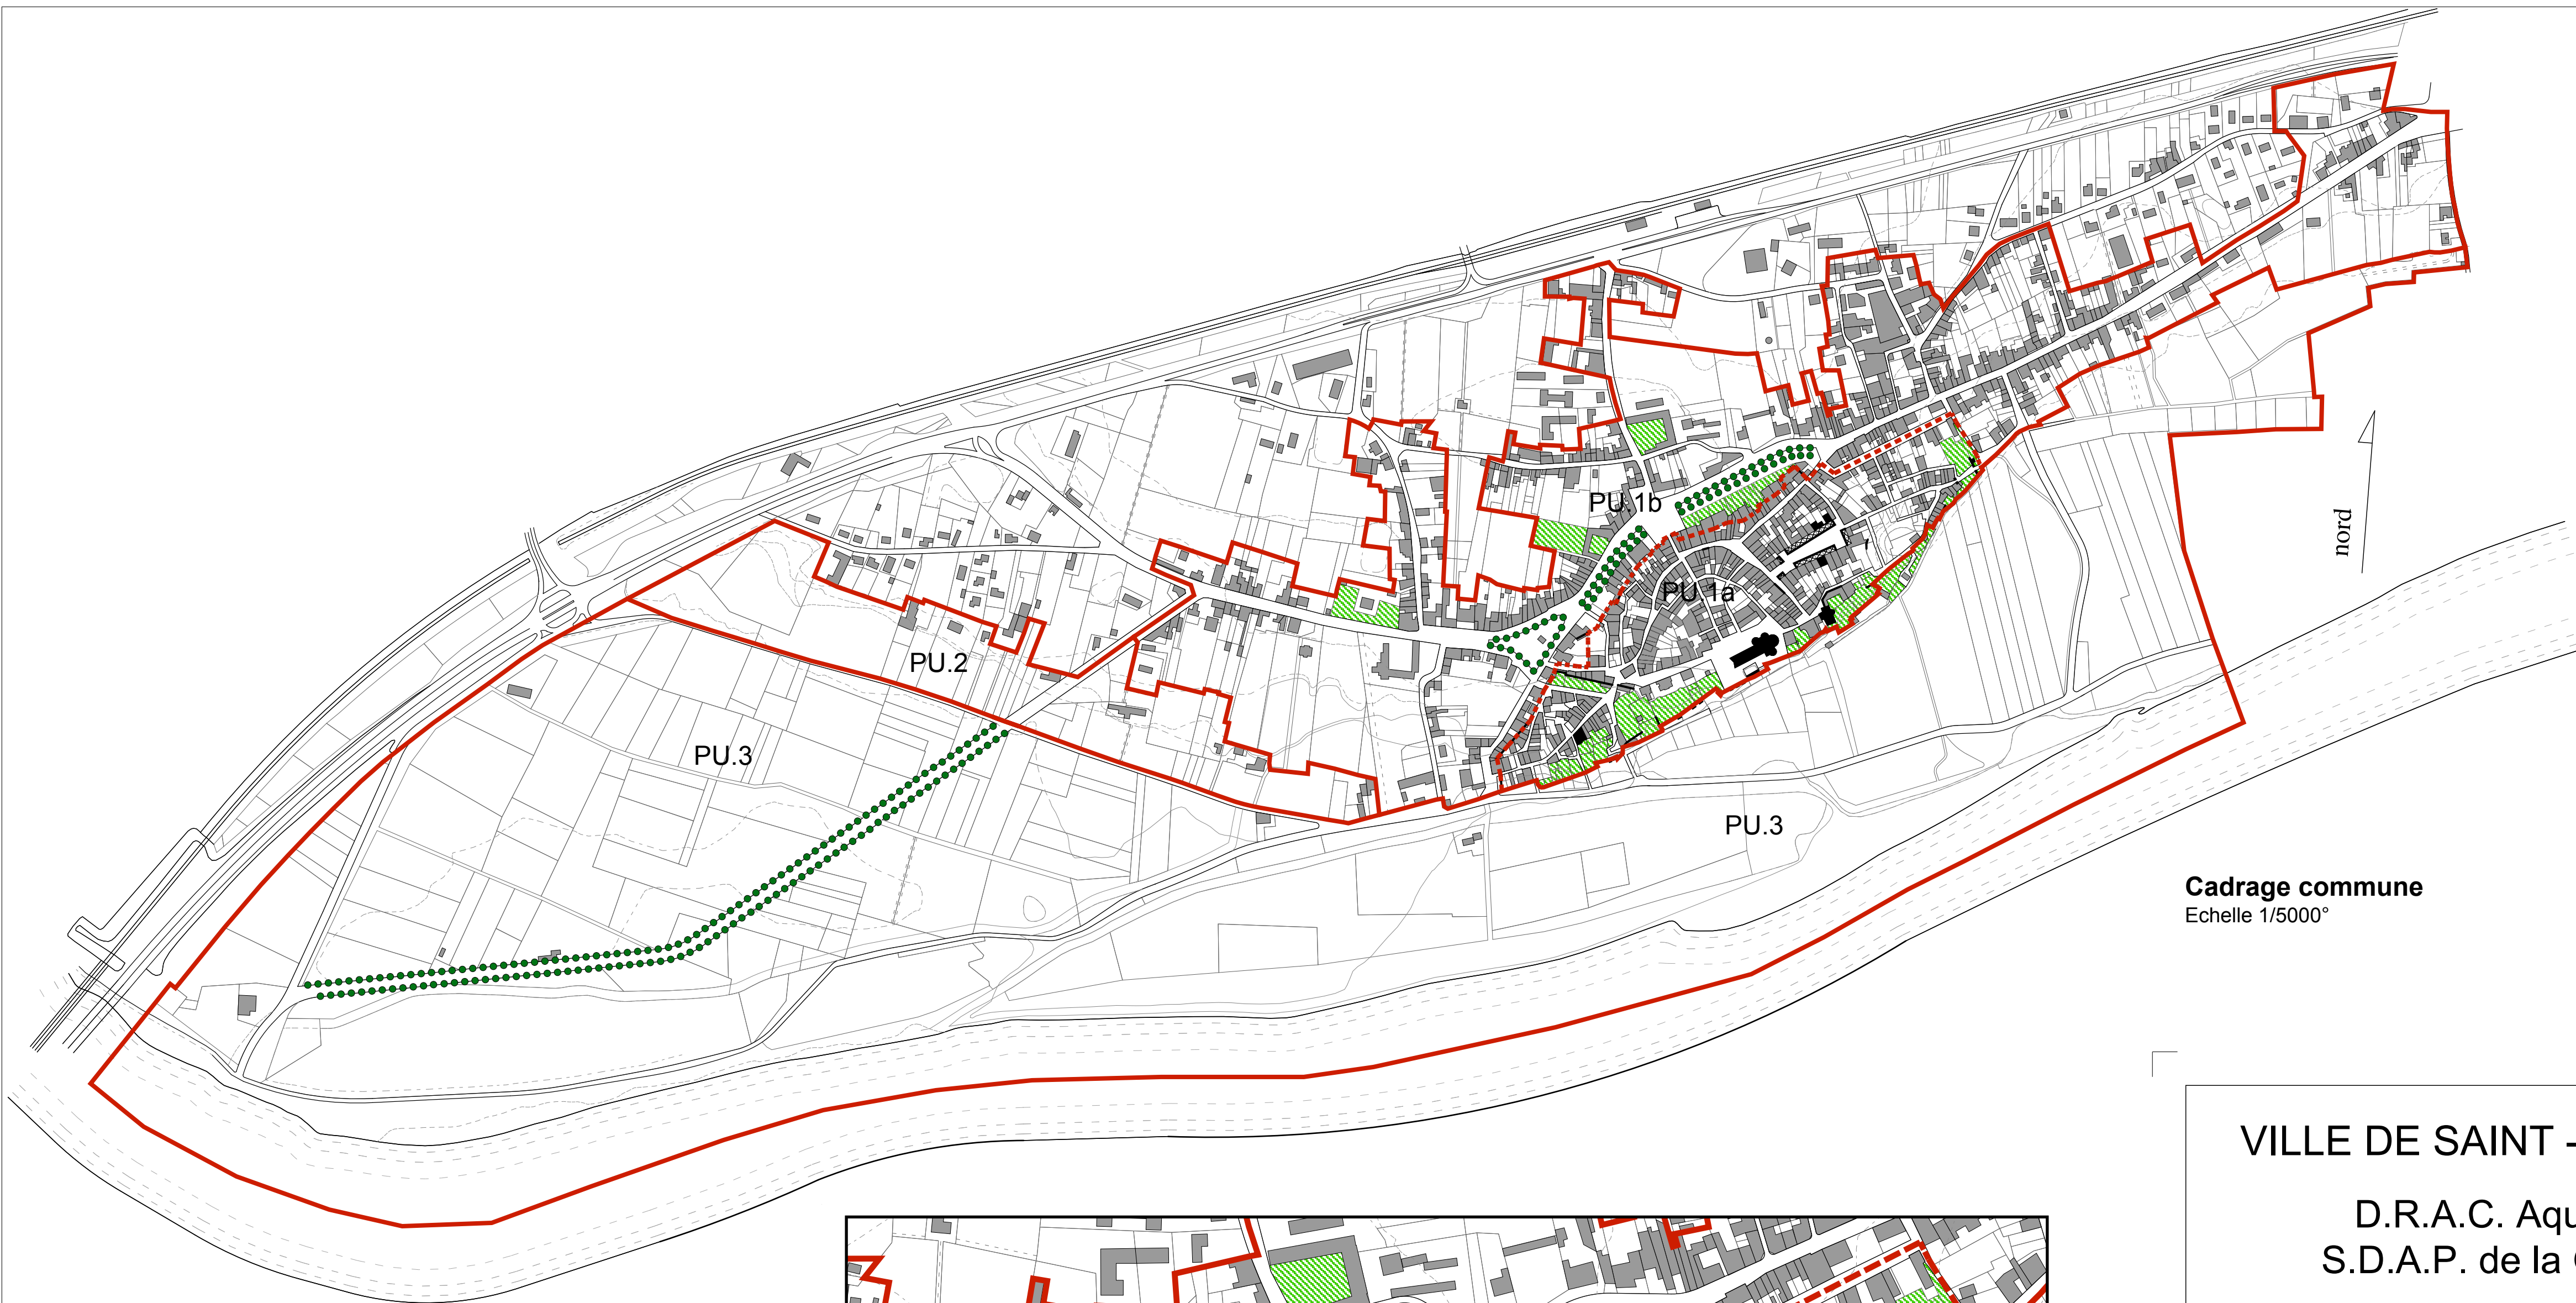 PU.1b
PU.1a
PU.2
PU.3
PU.3
nord
Cadrage commune
Echelle 1/5000°
VILLE DE SAINT -
D.R.A.C. Aqu
S.D.A.P. de la